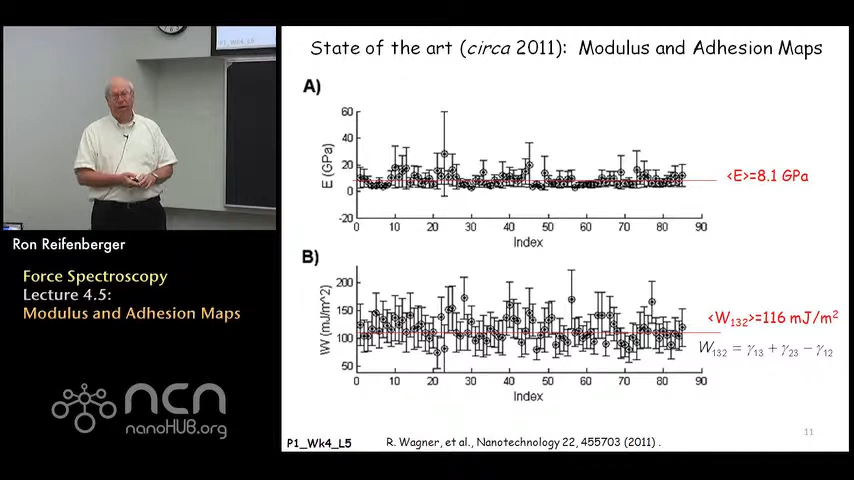 P1_Wk4_L5
Ron Reifenberger
Force Spectroscopy
Lecture 4.5:
Modulus and Adhesion Maps
ncn
nanoHUB.org
State of the art (circa 2011): Modulus and Adhesion Maps
A)
60
40
20
0
-20
E (GPa)
0 10 20 30 40 50 60 70 80 90
Index
<E>=8.1 GPa
B)
200
150
100
50
W (mJ/m^2)
0 10 20 30 40 50 60 70 80 90
Index
<W132>=116 mJ/m²
W132 = γ13 + γ23 − γ12
11
P1_Wk4_L5 R. Wagner, et al., Nanotechnology 22, 455703 (2011) .